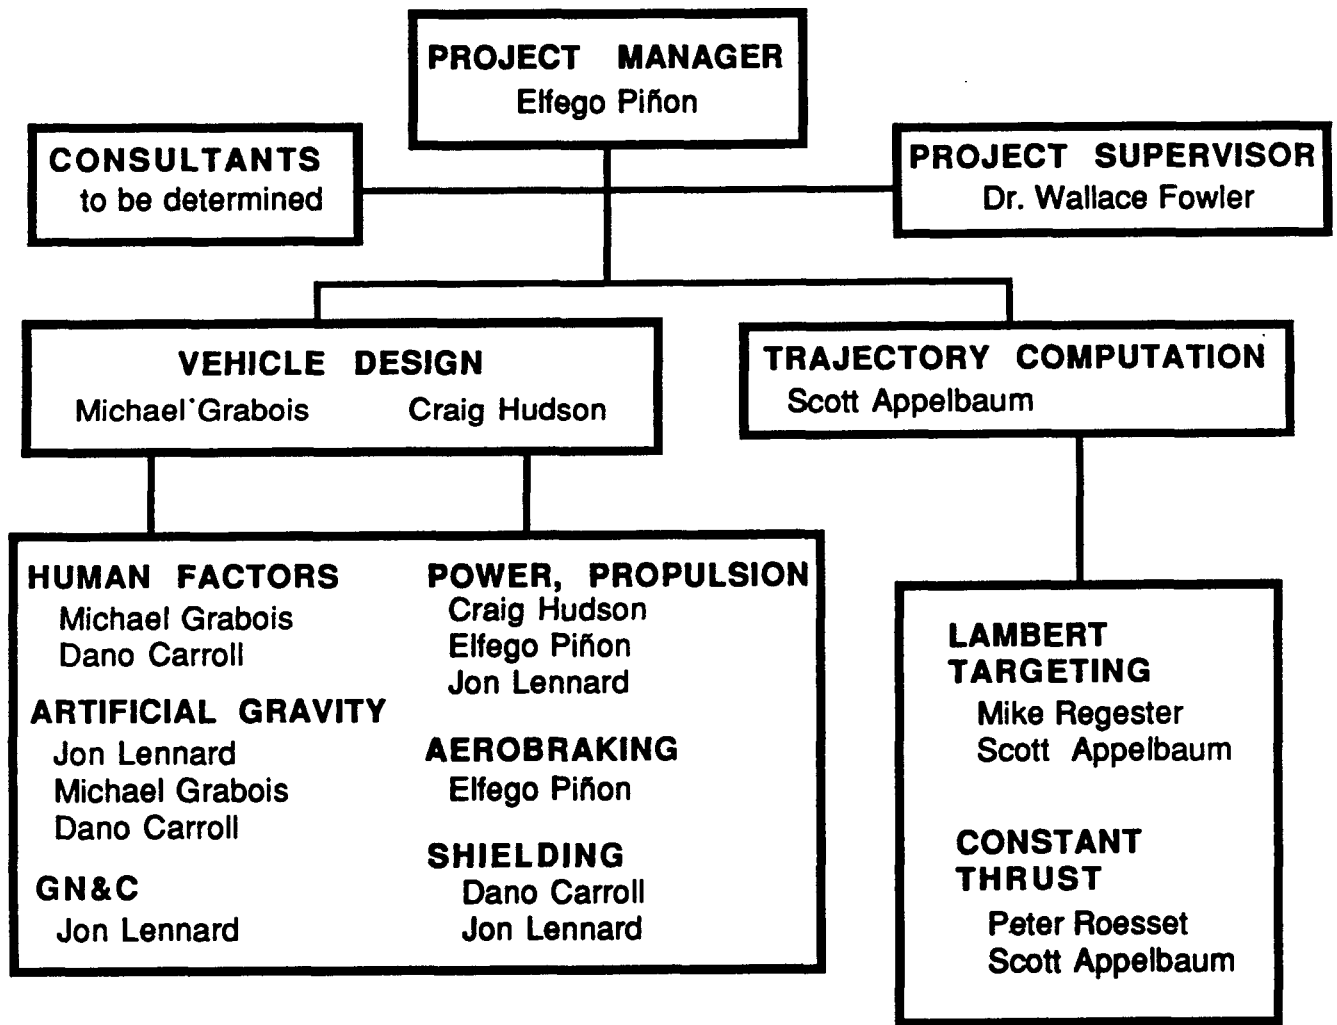 PROJECT MANAGER
Elfego Piñon
CONSULTANTS
to be determined
PROJECT SUPERVISOR
Dr. Wallace Fowler
VEHICLE DESIGN
Michael Grabois Craig Hudson
TRAJECTORY COMPUTATION
Scott Appelbaum
HUMAN FACTORS
Michael Grabois
Dano Carroll
ARTIFICIAL GRAVITY
Jon Lennard
Michael Grabois
Dano Carroll
GN&C
Jon Lennard
POWER, PROPULSION
Craig Hudson
Elfego Piñon
Jon Lennard
AEROBRAKING
Elfego Piñon
SHIELDING
Dano Carroll
Jon Lennard
LAMBERT
TARGETING
Mike Regester
Scott Appelbaum
CONSTANT
THRUST
Peter Roesset
Scott Appelbaum